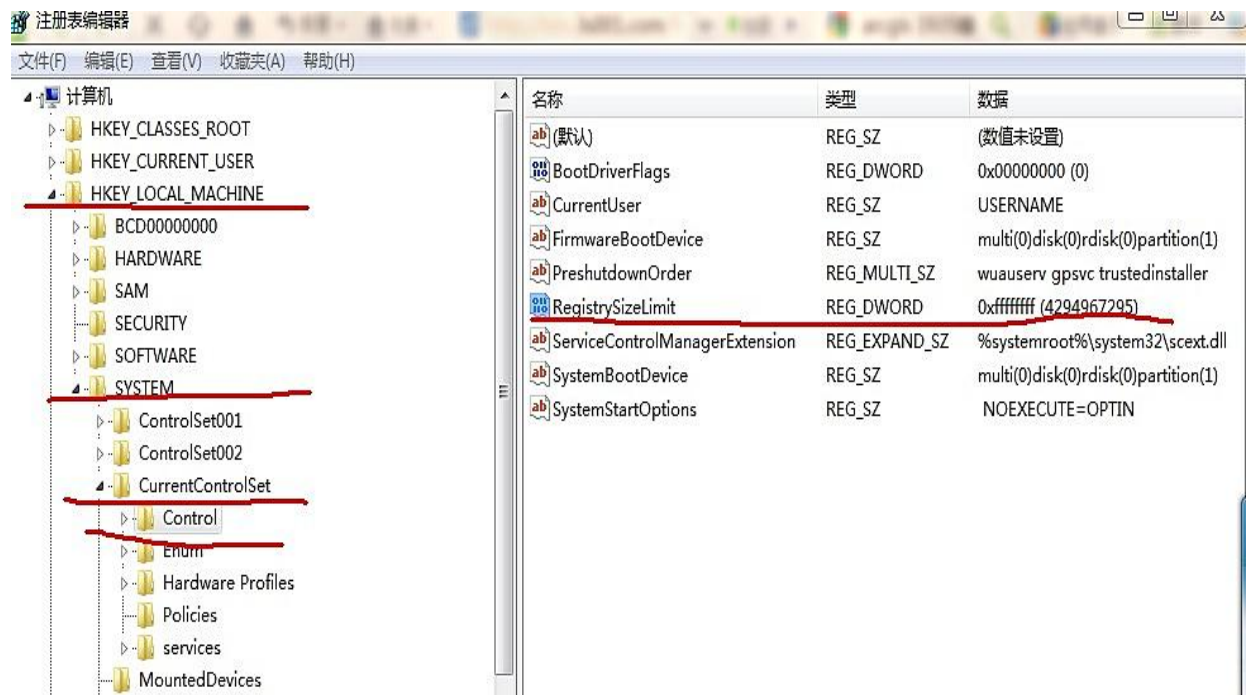 注册表编辑器
文件(F) 编辑(E) 查看(V) 收藏夹(A) 帮助(H)
计算机
HKEY_CLASSES_ROOT
HKEY_CURRENT_USER
HKEY_LOCAL_MACHINE
BCD00000000
HARDWARE
SAM
SECURITY
SOFTWARE
SYSTEM
ControlSet001
ControlSet002
CurrentControlSet
Control
Enum
Hardware Profiles
Policies
services
MountedDevices
名称 类型 数据
(默认) REG_SZ (数值未设置)
BootDriverFlags REG_DWORD 0x00000000 (0)
CurrentUser REG_SZ USERNAME
FirmwareBootDevice REG_SZ multi(0)disk(0)rdisk(0)partition(1)
PreshutdownOrder REG_MULTI_SZ wuauserv gpsvc trustedinstaller
RegistrySizeLimit REG_DWORD 0xffffffff (4294967295)
ServiceControlManagerExtension REG_EXPAND_SZ %systemroot%\system32\scext.dll
SystemBootDevice REG_SZ multi(0)disk(0)rdisk(0)partition(1)
SystemStartOptions REG_SZ NOEXECUTE=OPTIN